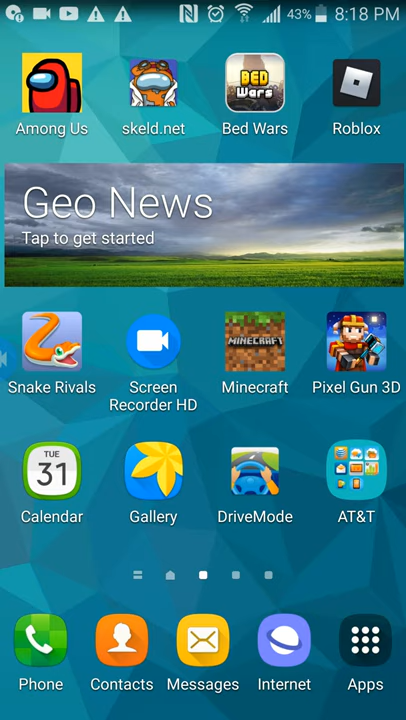 43% 8:18 PM
Among Us skeld.net Bed Wars Roblox
BED
Wars
Geo News
Tap to get started
MINECRAFT
Snake Rivals Screen Recorder HD Minecraft Pixel Gun 3D
TUE
31
Calendar Gallery DriveMode AT&T
Phone Contacts Messages Internet Apps